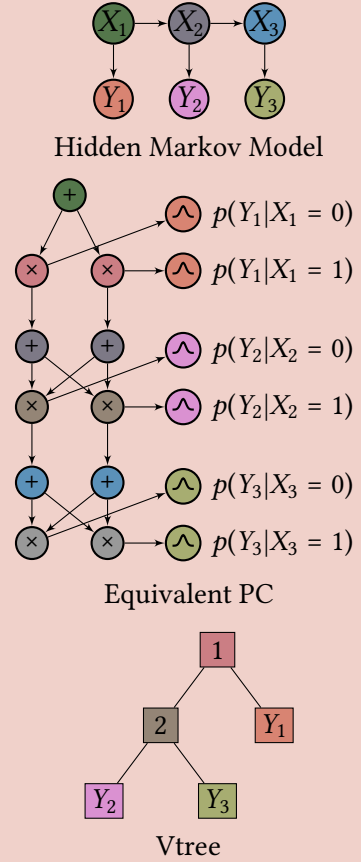 X₁ X₂ X₃
Y₁ Y₂ Y₃
Hidden Markov Model
+
p(Y₁|X₁ = 0)
× × p(Y₁|X₁ = 1)
+ + p(Y₂|X₂ = 0)
× × p(Y₂|X₂ = 1)
+ + p(Y₃|X₃ = 0)
× × p(Y₃|X₃ = 1)
Equivalent PC
1
2 Y₁
Y₂ Y₃
Vtree